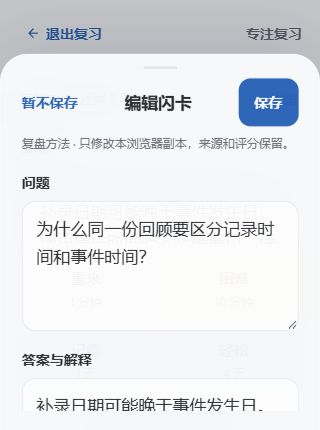 ← 退出复习
专注复习
暂不保存
编辑闪卡
保存
复盘方法 · 只修改本浏览器副本，来源和评分保留。
问题
为什么同一份回顾要区分记录时
间和事件时间？
答案与解释
补录日期可能晚于事件发生日。